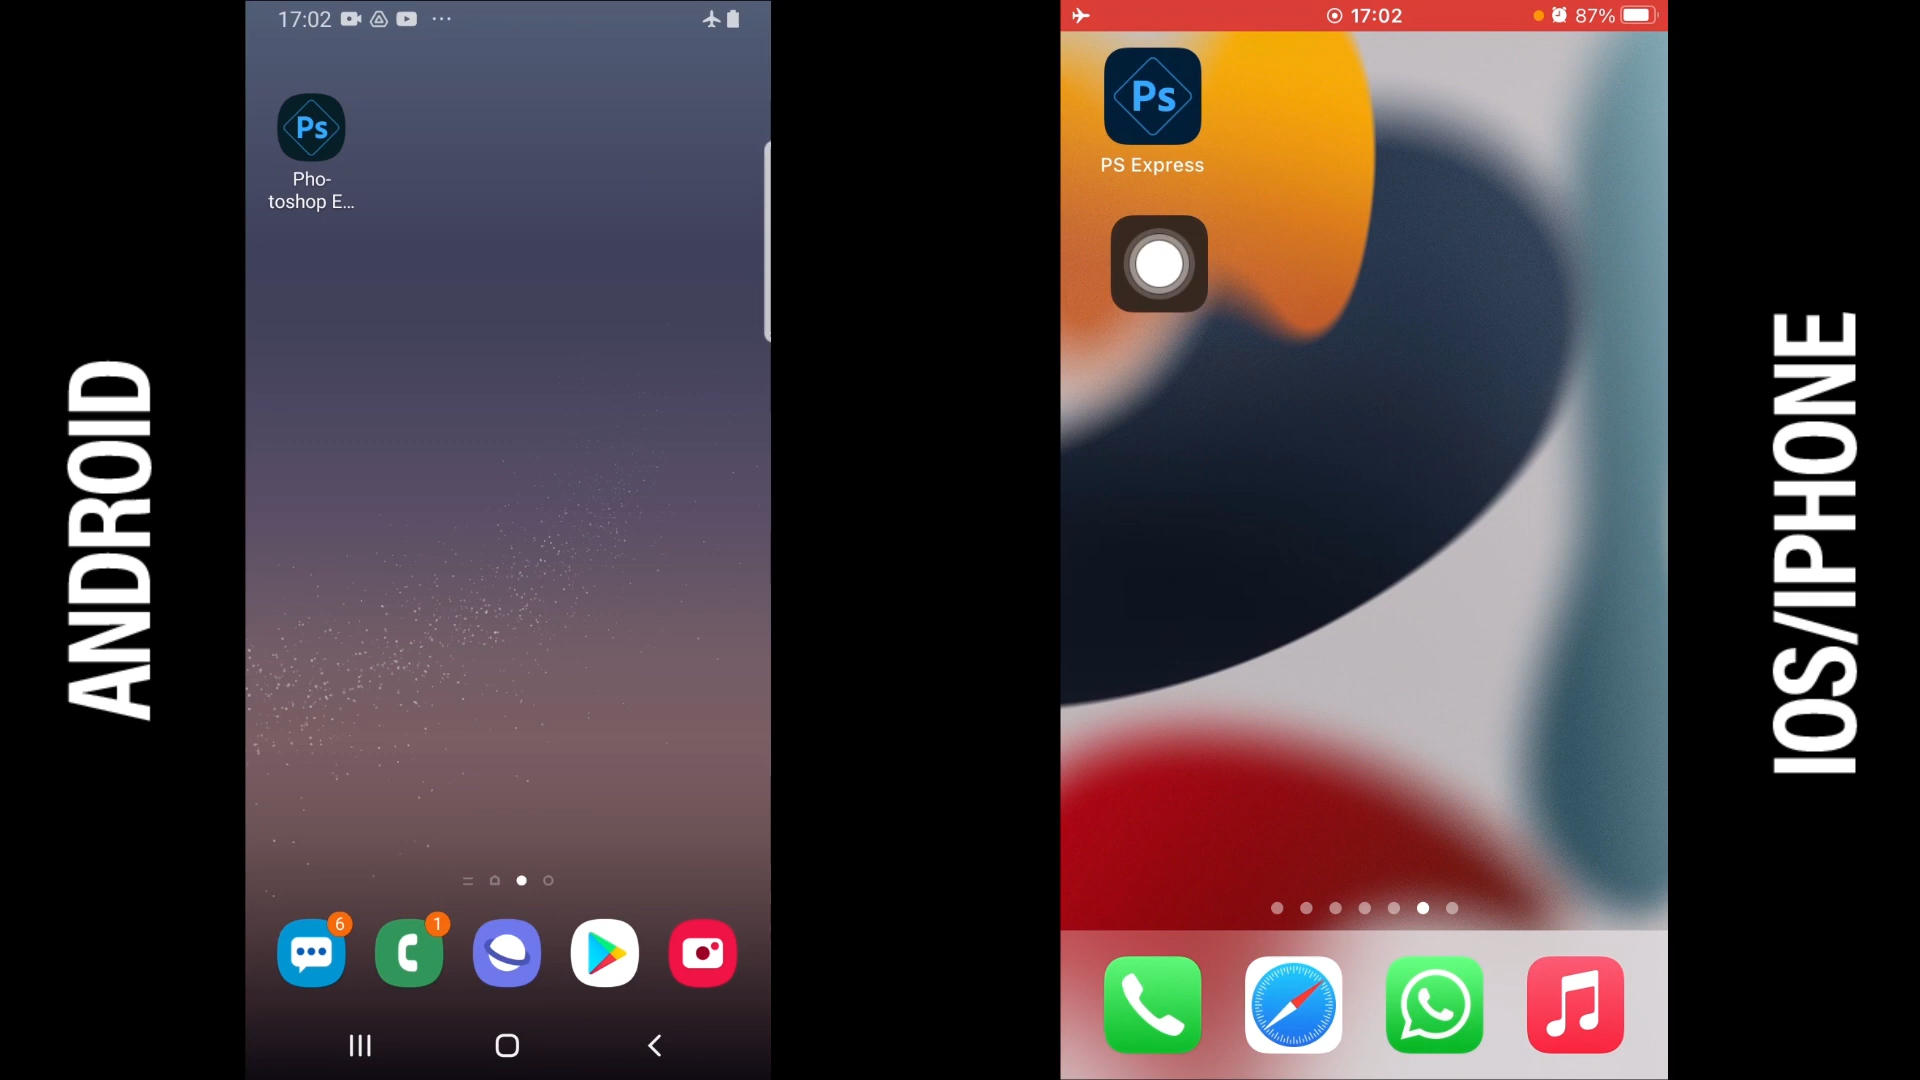 ANDROID
17:02
Ps
Pho-
toshop E...
6
1
17:02
87%
Ps
PS Express
IOS/IPHONE